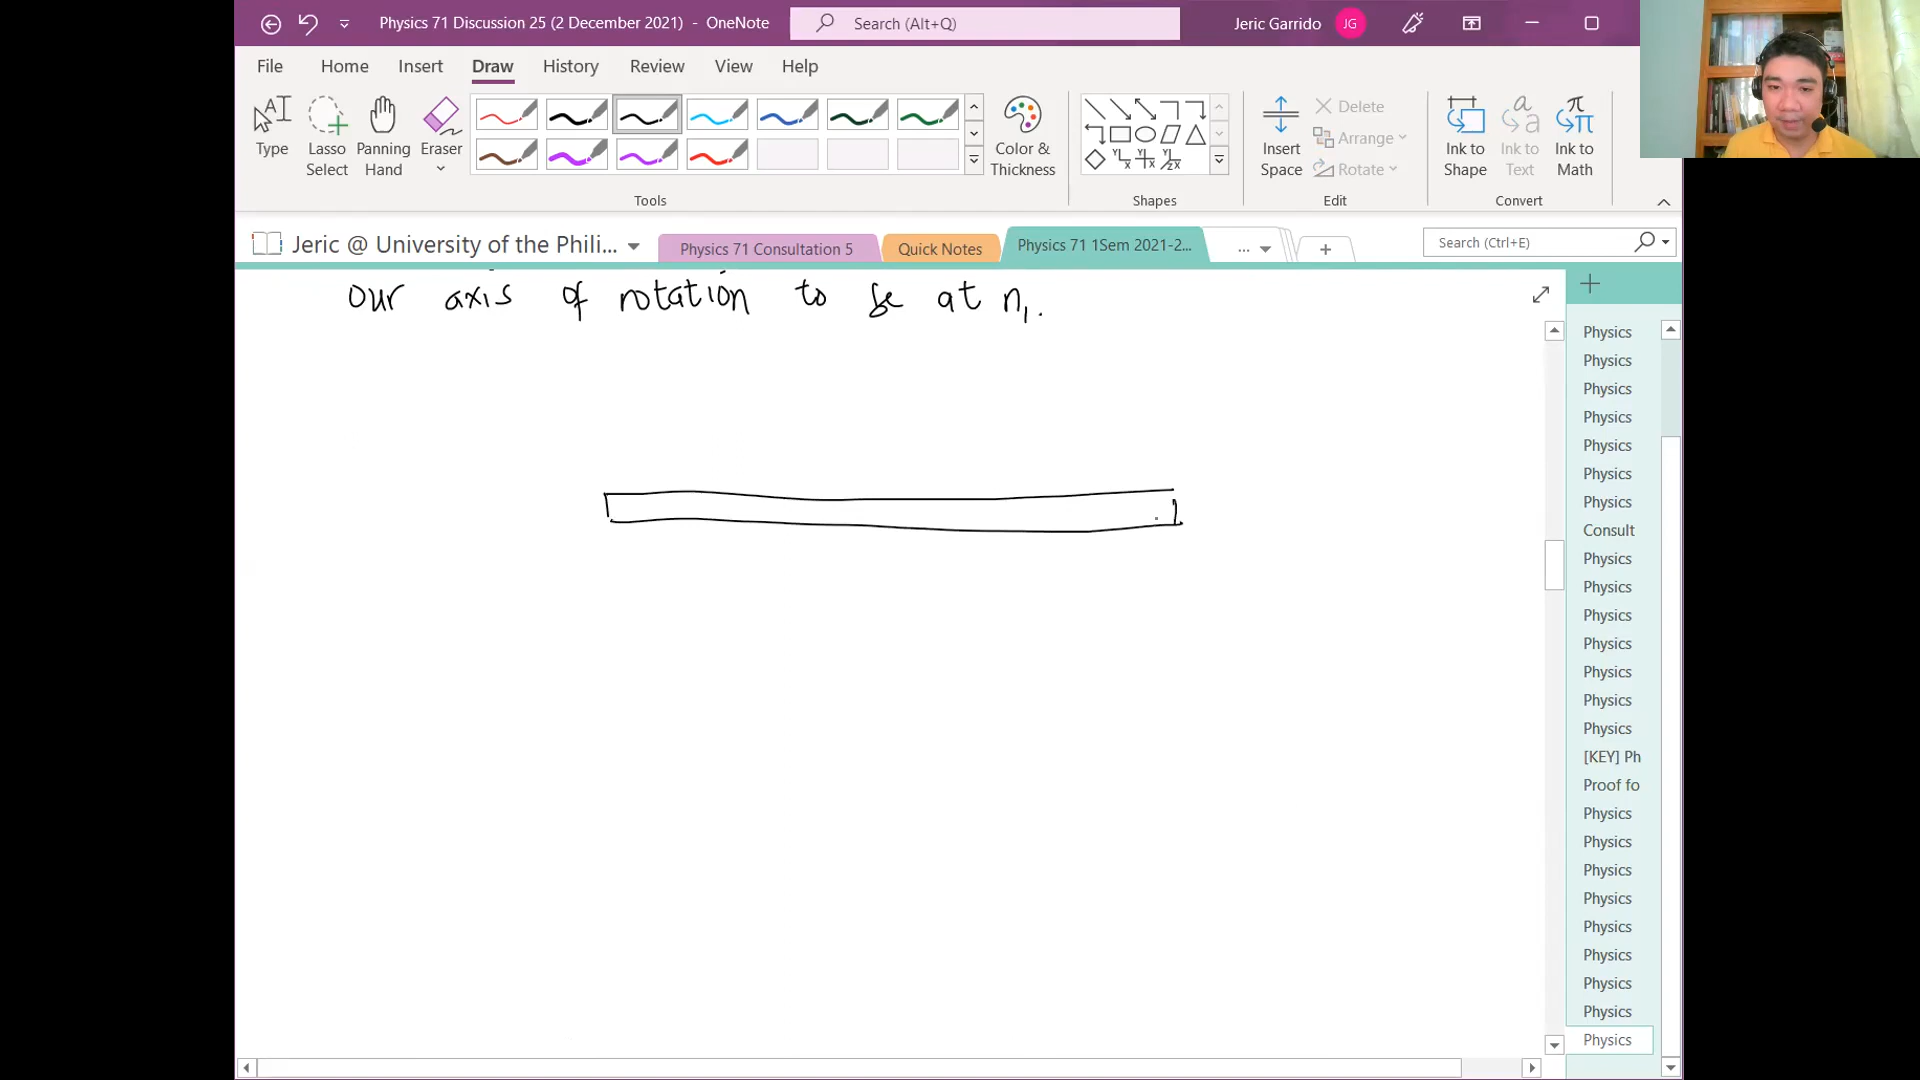 Physics 71 Discussion 25 (2 December 2021) - OneNote
Search (Alt+Q)
Jeric Garrido
JG
File Home Insert Draw History Review View Help
Type
Lasso Select
Panning Hand
Eraser
Color & Thickness
Insert Space
Delete
Arrange
Rotate
Ink to Shape
Ink to Text
Ink to Math
Tools
Shapes
Edit
Convert
Jeric @ University of the Phili...
Physics 71 Consultation 5
Quick Notes
Physics 71 1Sem 2021-2...
...
Search (Ctrl+E)
our axis of rotation to be at n₁.
Physics
Physics
Physics
Physics
Physics
Physics
Physics
Consult
Physics
Physics
Physics
Physics
Physics
Physics
Physics
[KEY] Ph
Proof fo
Physics
Physics
Physics
Physics
Physics
Physics
Physics
Physics
Physics